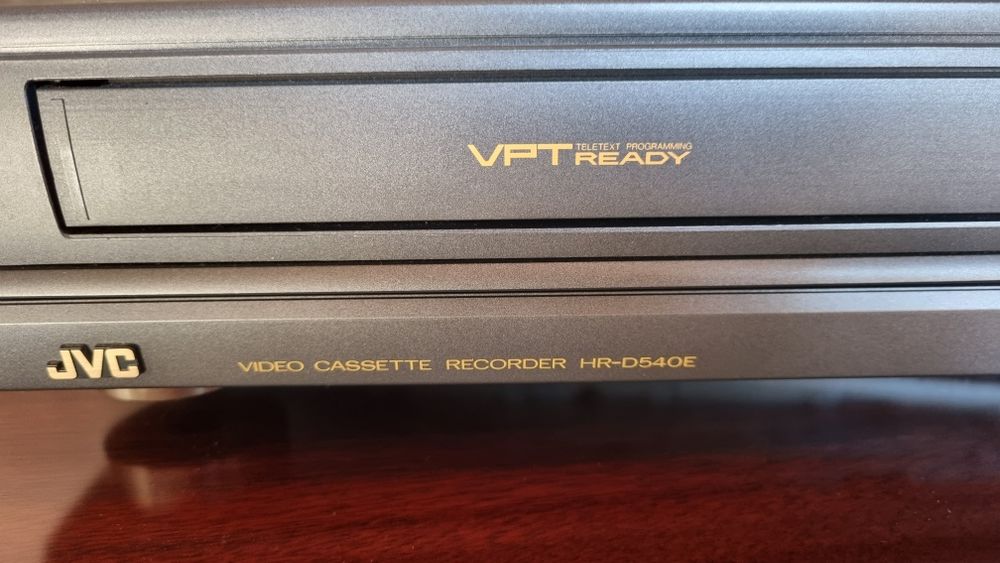 VPT TELETEXT PROGRAMMING
READY
JVC VIDEO CASSETTE RECORDER HR-D540E